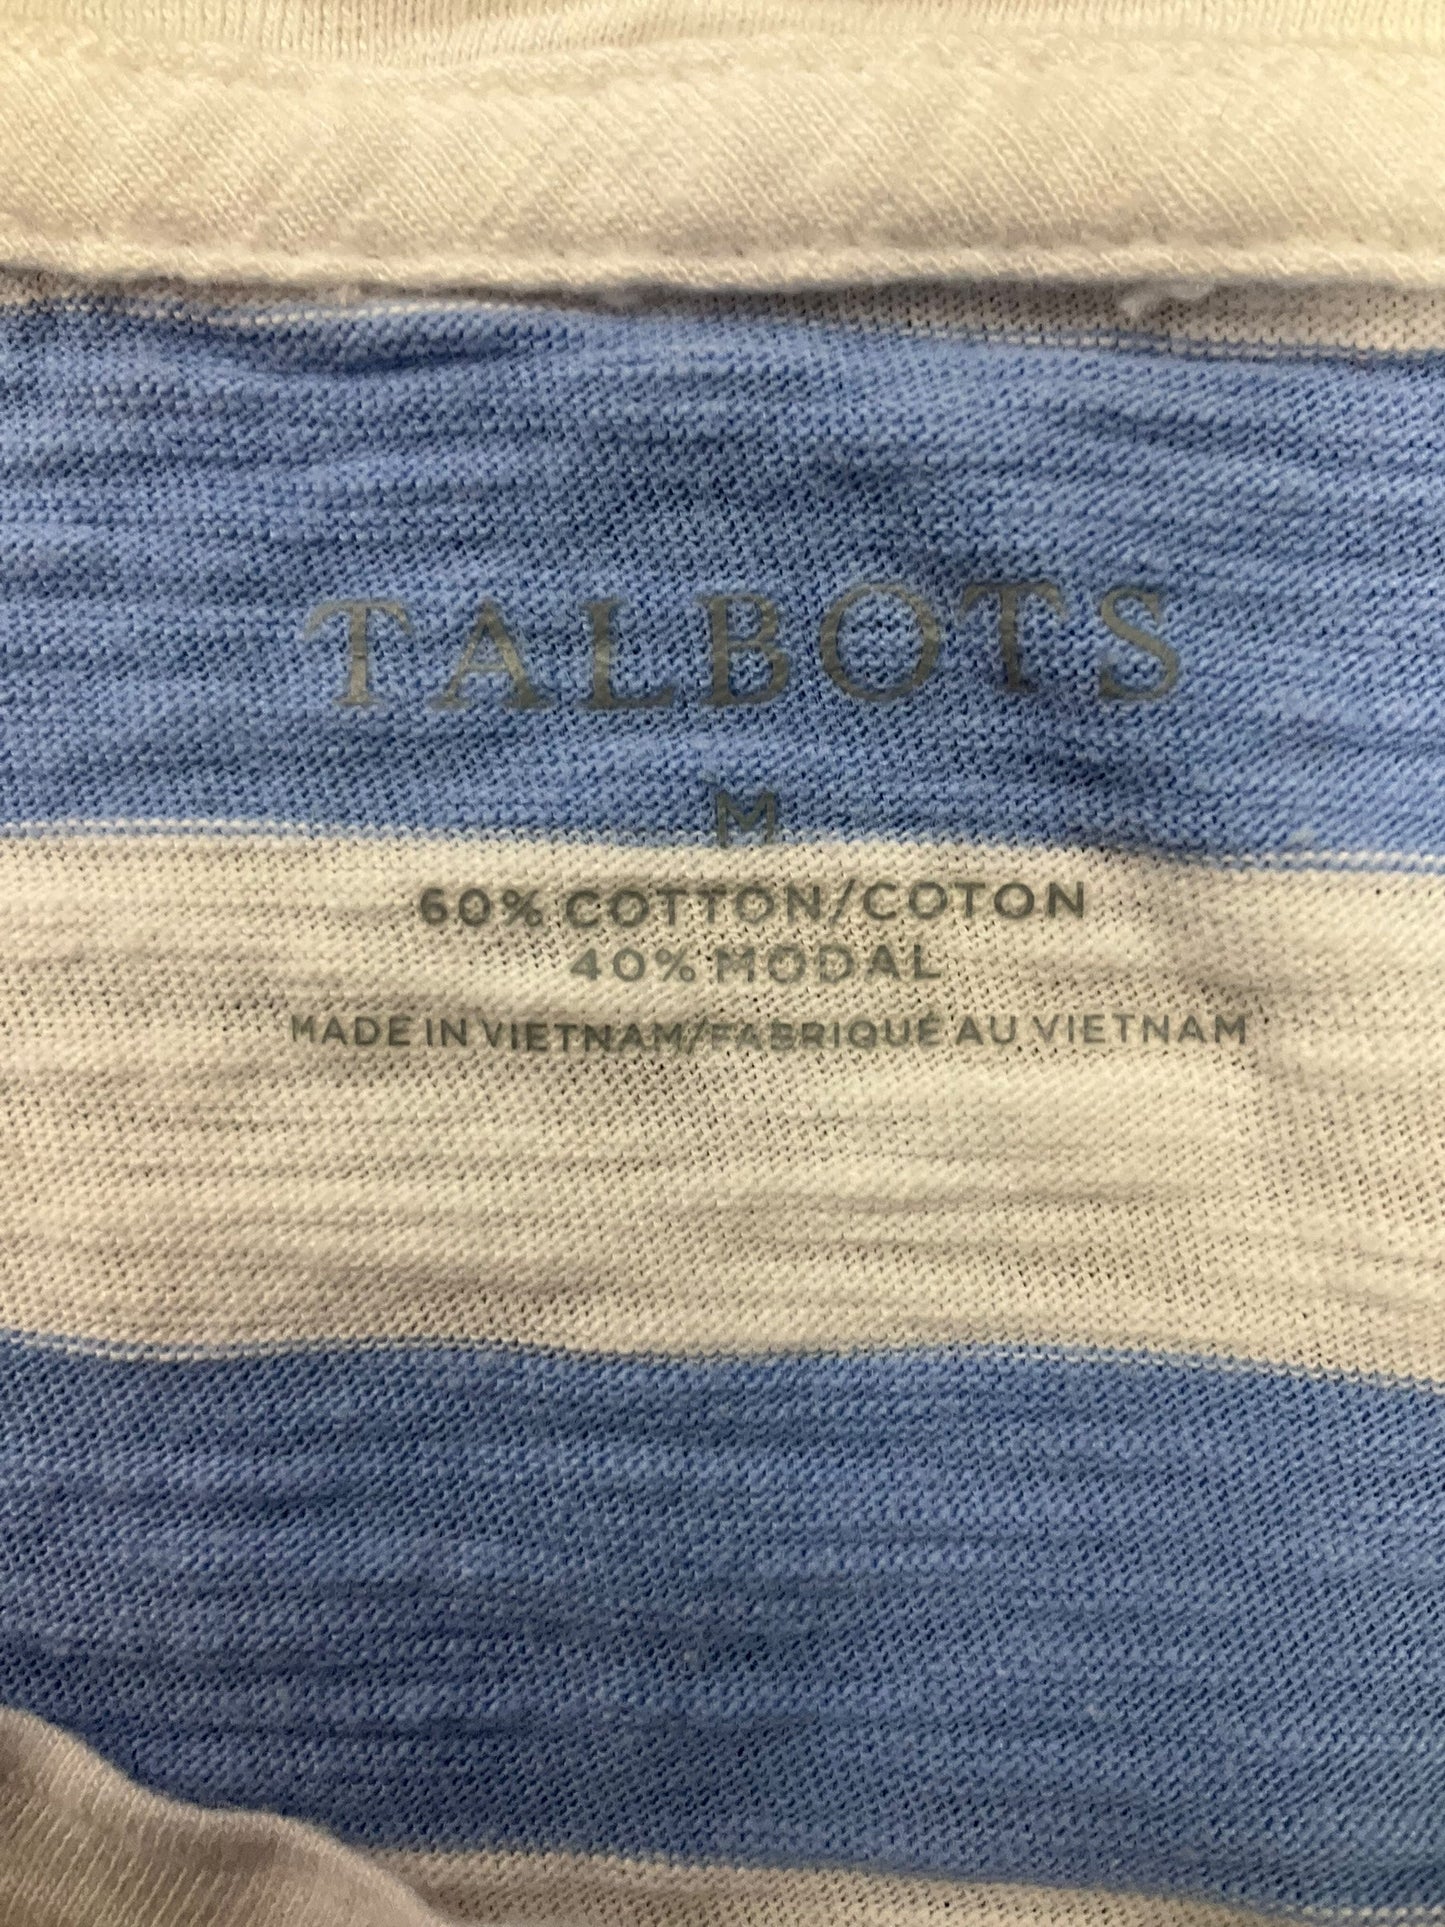 TALBOTS
M
60% COTTON/COTON
40% MODAL
MADE IN VIETNAM/FABRIQUÉ AU VIETNAM